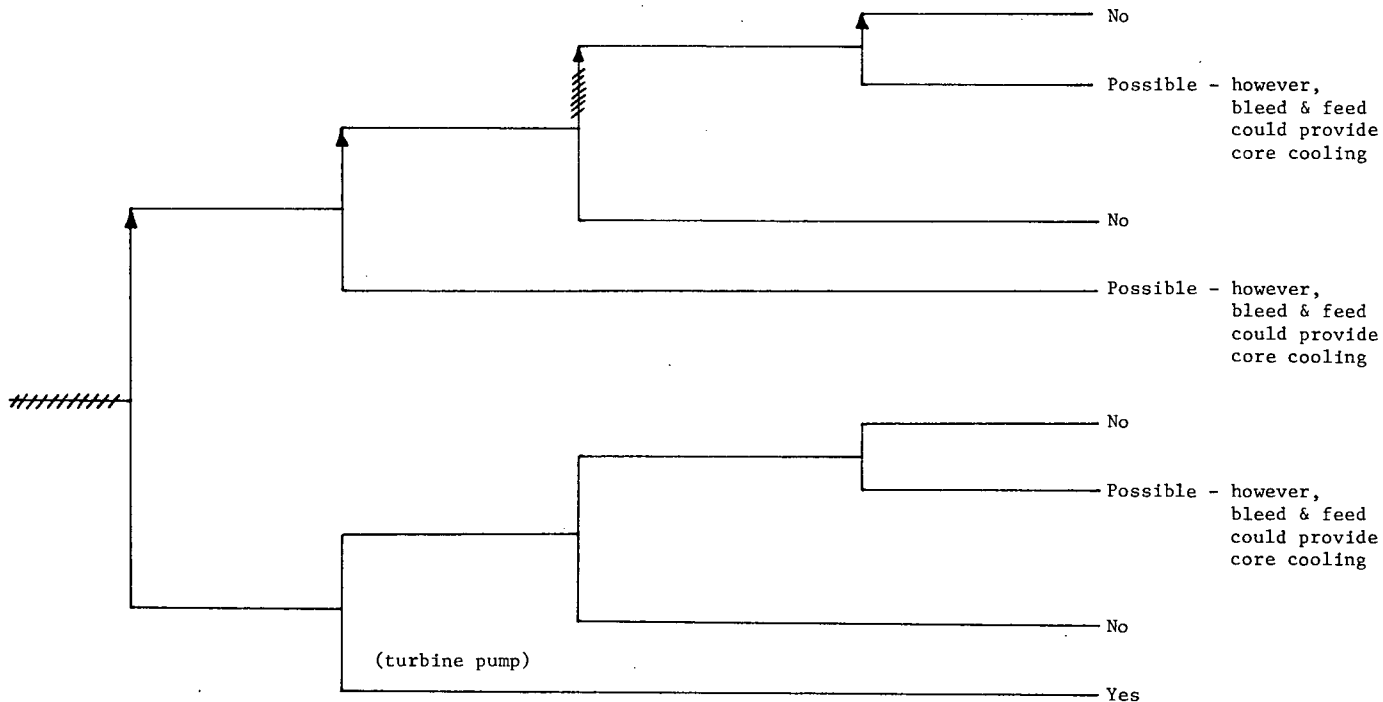 No
Possible - however,
bleed & feed
could provide
core cooling
No
Possible - however,
bleed & feed
could provide
core cooling
No
Possible - however,
bleed & feed
could provide
core cooling
No
(turbine pump)
Yes